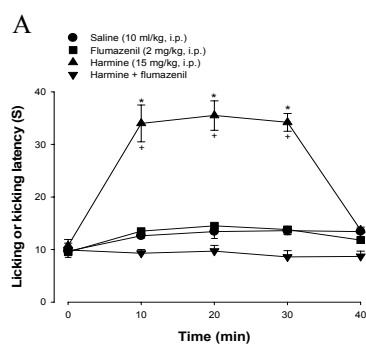 A
Saline (10 ml/kg, i.p.)
Flumazenil (2 mg/kg, i.p.)
Harmine (15 mg/kg, i.p.)
Harmine + flumazenil
Licking or kicking latency (S)
40
30
20
10
0
* * *
+ + +
0 10 20 30 40
Time (min)